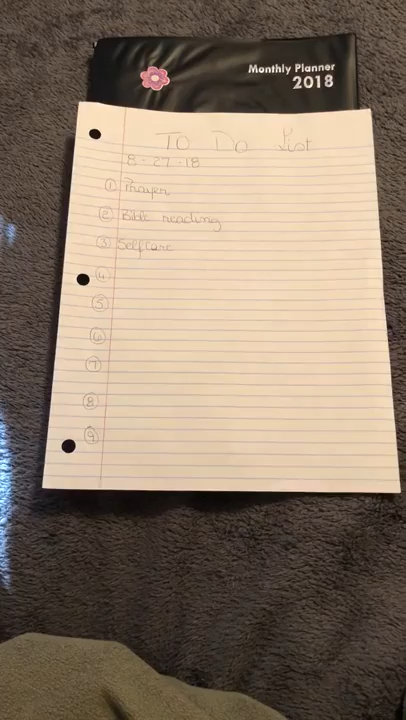 Monthly Planner
2018
To Do List
8-27-18
① Prayer
② Bible reading
③ Selfcare
④
⑤
⑥
⑦
⑧
⑨